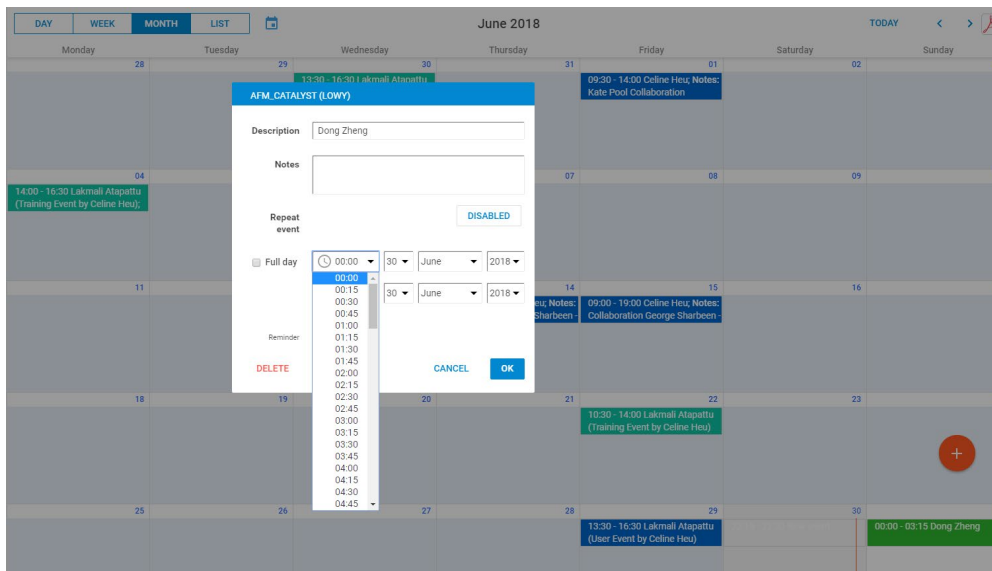 DAY WEEK MONTH LIST June 2018 TODAY
Monday Tuesday Wednesday Thursday Friday Saturday Sunday
28 29 30 31 01 02
13:30 - 16:30 Lakmali Atapattu
09:30 - 14:00 Celine Heu; Notes:
Kate Pool Collaboration
AFM_CATALYST (LOWY)
Description Dong Zheng
Notes
04 07 08 09
14:00 - 16:30 Lakmali Atapattu
(Training Event by Celine Heu);
Repeat
event
DISABLED
Full day 00:00 30 June 2018
00:00
00:15
30 June 2018
00:30
00:45
01:00
01:15
01:30
01:45
02:00
02:15
02:30
02:45
03:00
03:15
03:30
03:45
04:00
04:15
04:30
04:45
Reminder
DELETE CANCEL OK
11 14 15 16
eu; Notes:
Sharbeen -
09:00 - 19:00 Celine Heu; Notes:
Collaboration George Sharbeen -
18 19 20 21 22 23
10:30 - 14:00 Lakmali Atapattu
(Training Event by Celine Heu)
+
25 26 27 28 29 30
13:30 - 16:30 Lakmali Atapattu
(User Event by Celine Heu)
00:00 - 03:15 Dong Zheng